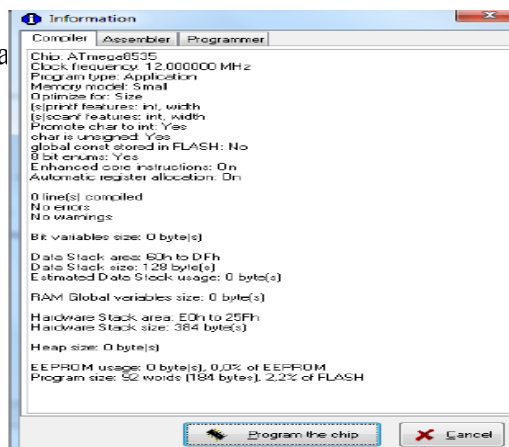 Information
Compiler Assembler Programmer
a
Chip: ATmega8535
Clock frequency: 12,000000 MHz
Program type: Application
Memory model: Small
Optimize for: Size
(s)printf features: int, width
(s)scanf features: int, width
Promote char to int: Yes
char is unsigned: Yes
global const stored in FLASH: No
8 bit enums: Yes
Enhanced core instructions: On
Automatic register allocation: On
0 line(s) compiled
No errors
No warnings
Bit variables size: 0 byte(s)
Data Stack area: 60h to DFh
Data Stack size: 128 byte(s)
Estimated Data Stack usage: 0 byte(s)
RAM Global variables size: 0 byte(s)
Hardware Stack area: E0h to 25Fh
Hardware Stack size: 384 byte(s)
Heap size: 0 byte(s)
EEPROM usage: 0 byte(s), 0,0% of EEPROM
Program size: 92 words (184 bytes), 2,2% of FLASH
Program the chip Cancel